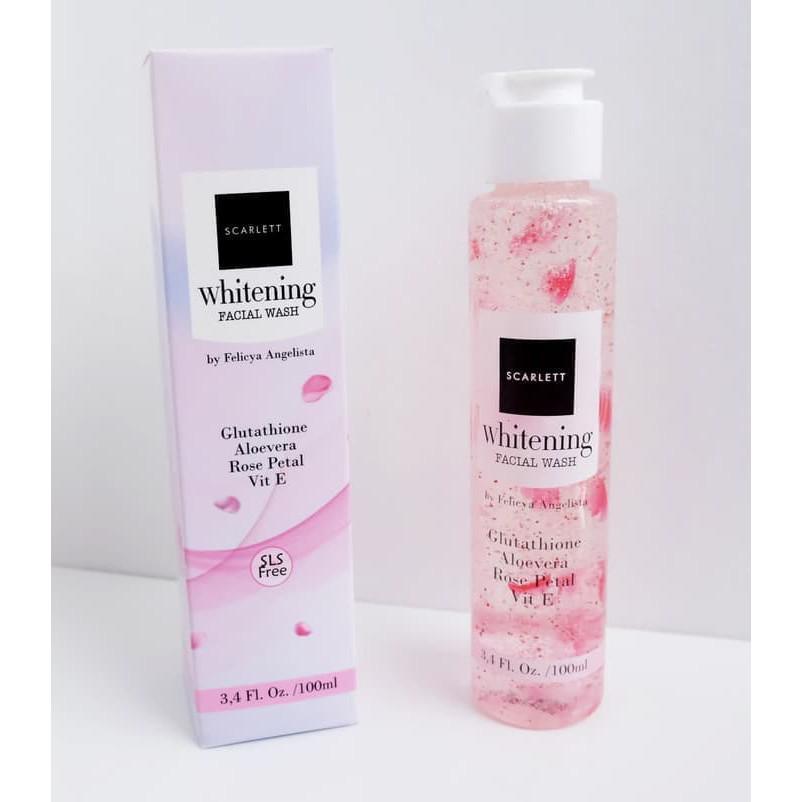 SCARLETT
Whitening
FACIAL WASH
by Felicya Angelista
Glutathione
Aloevera
Rose Petal
Vit E
SLS
Free
3,4 Fl. Oz. /100ml
SCARLETT
Whitening
FACIAL WASH
by Felicya Angelista
Glutathione
Aloevera
Rose Petal
Vit E
3,4 Fl. Oz. /100ml